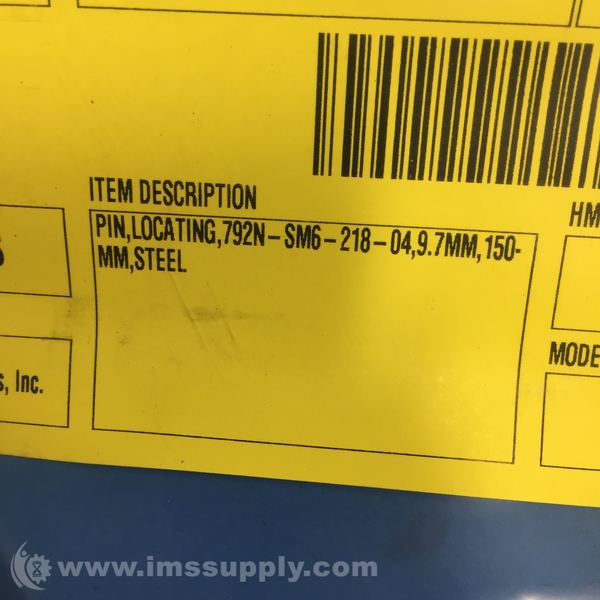 ITEM DESCRIPTION
HM
PIN,LOCATING,792N-SM6-218-04,9.7MM,150-
MM,STEEL
MODE
s, Inc.
www.imssupply.com